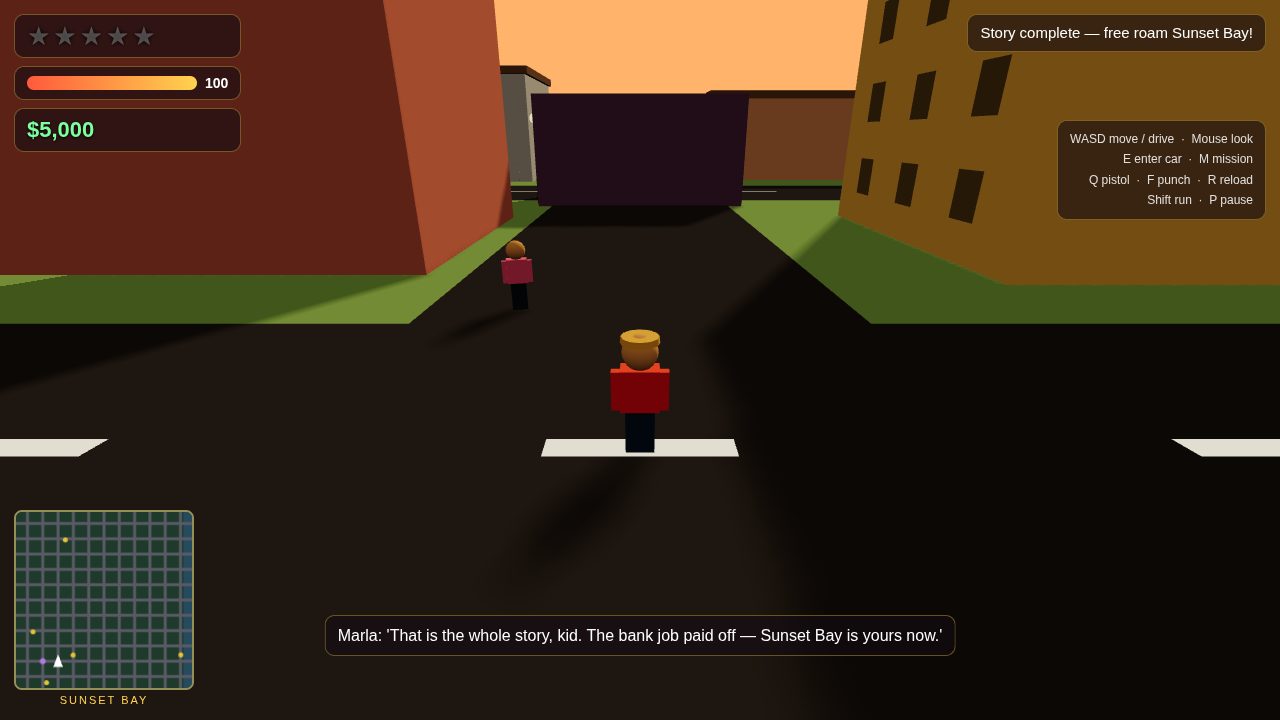 100
$5,000
Story complete — free roam Sunset Bay!
WASD move / drive · Mouse look
E enter car · M mission
Q pistol · F punch · R reload
Shift run · P pause
Marla: 'That is the whole story, kid. The bank job paid off — Sunset Bay is yours now.'
SUNSET BAY